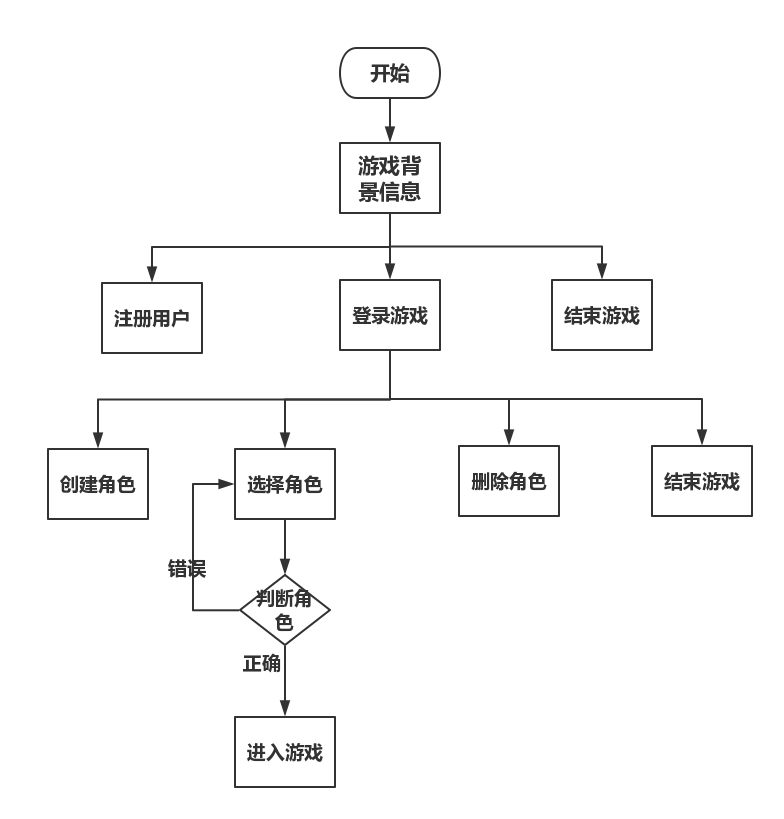 开始
游戏背
景信息
注册用户
登录游戏
结束游戏
创建角色
选择角色
删除角色
结束游戏
错误
判断角
色
正确
进入游戏